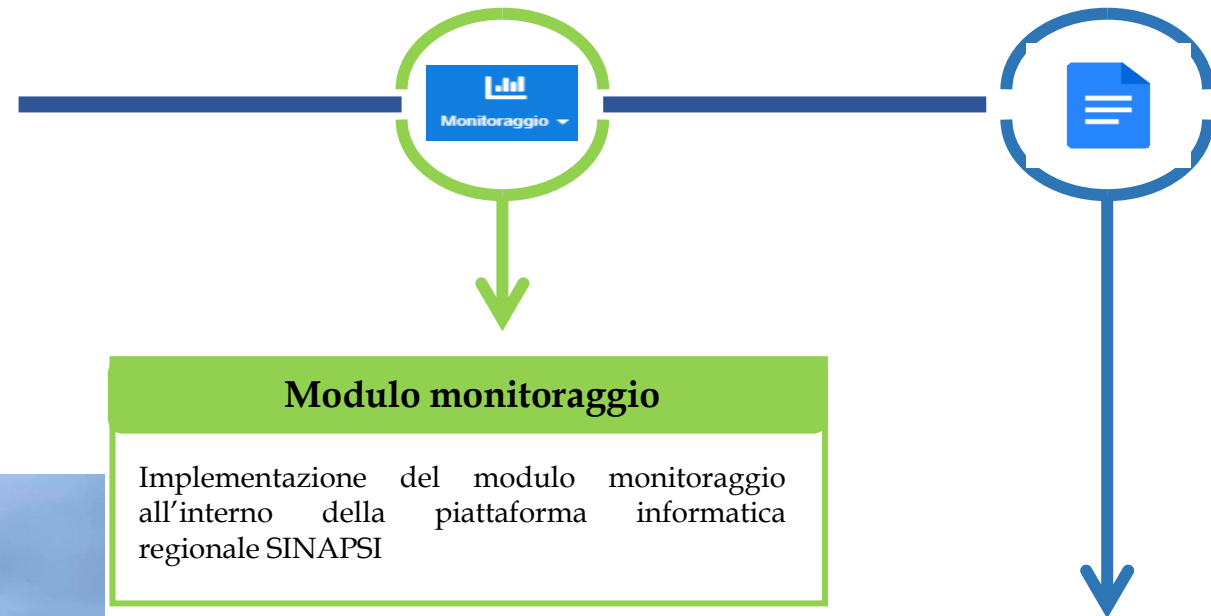 Monitoraggio
Modulo monitoraggio
Implementazione del modulo monitoraggio
all’interno della piattaforma informatica
regionale SINAPSI